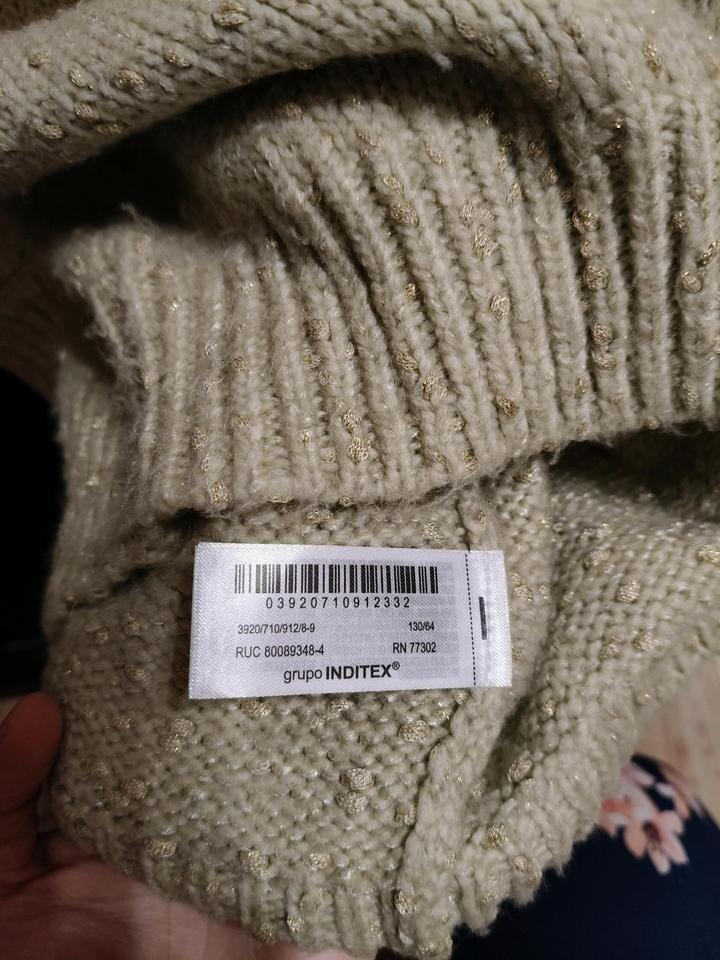 03920710912332
3920/710/912/8-9 130/64
RUC 80089348-4 RN 77302
grupo INDITEX®